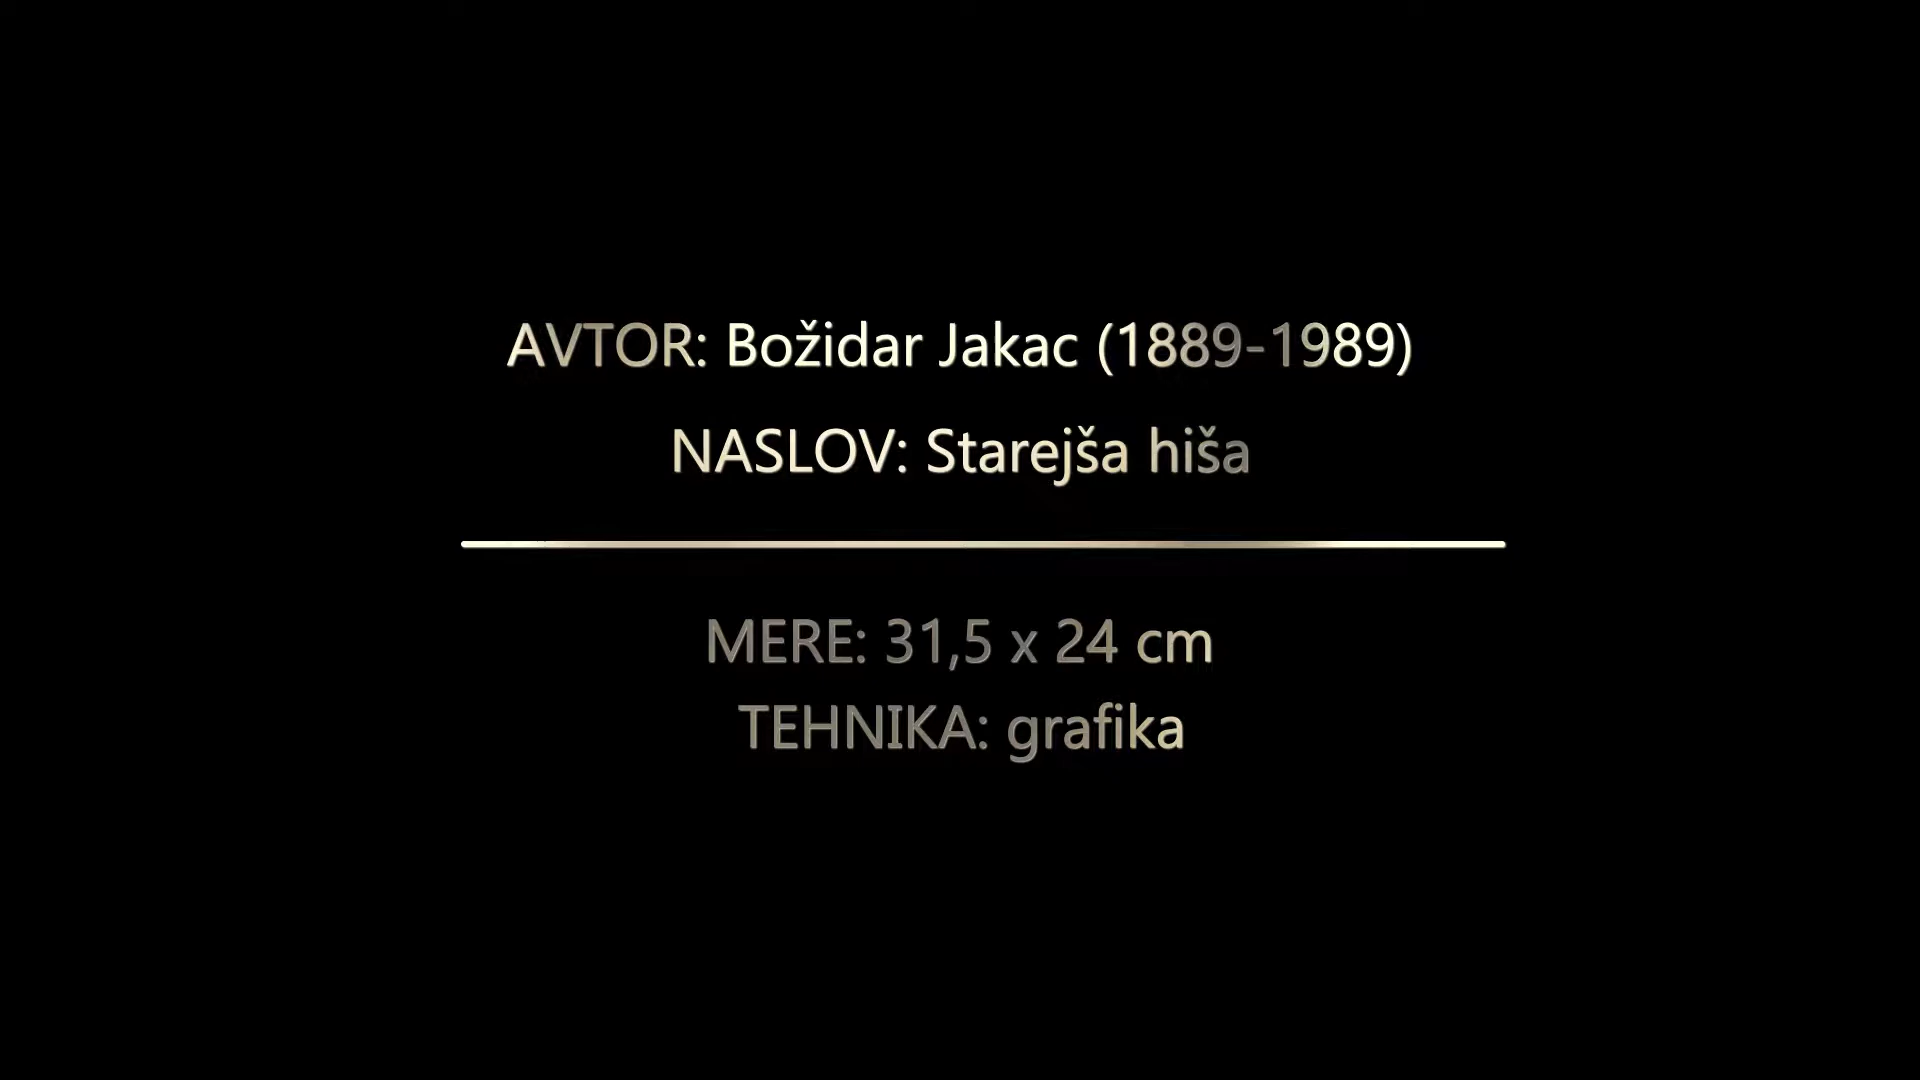 AVTOR: Božidar Jakac (1889-1989)
NASLOV: Starejša hiša
MERE: 31,5 x 24 cm
TEHNIKA: grafika